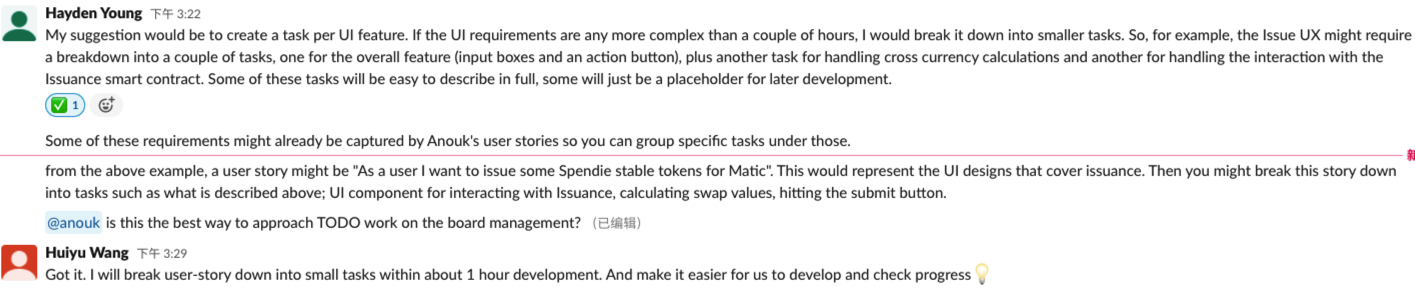 Hayden Young 下午 3:22
My suggestion would be to create a task per UI feature. If the UI requirements are any more complex than a couple of hours, I would break it down into smaller tasks. So, for example, the Issue UX might require
a breakdown into a couple of tasks, one for the overall feature (input boxes and an action button), plus another task for handling cross currency calculations and another for handling the interaction with the
Issuance smart contract. Some of these tasks will be easy to describe in full, some will just be a placeholder for later development.
✅ 1
Some of these requirements might already be captured by Anouk's user stories so you can group specific tasks under those.
from the above example, a user story might be "As a user I want to issue some Spendie stable tokens for Matic". This would represent the UI designs that cover issuance. Then you might break this story down
into tasks such as what is described above; UI component for interacting with Issuance, calculating swap values, hitting the submit button.
@anouk is this the best way to approach TODO work on the board management? (已编辑)
Huiyu Wang 下午 3:29
Got it. I will break user-story down into small tasks within about 1 hour development. And make it easier for us to develop and check progress 💡